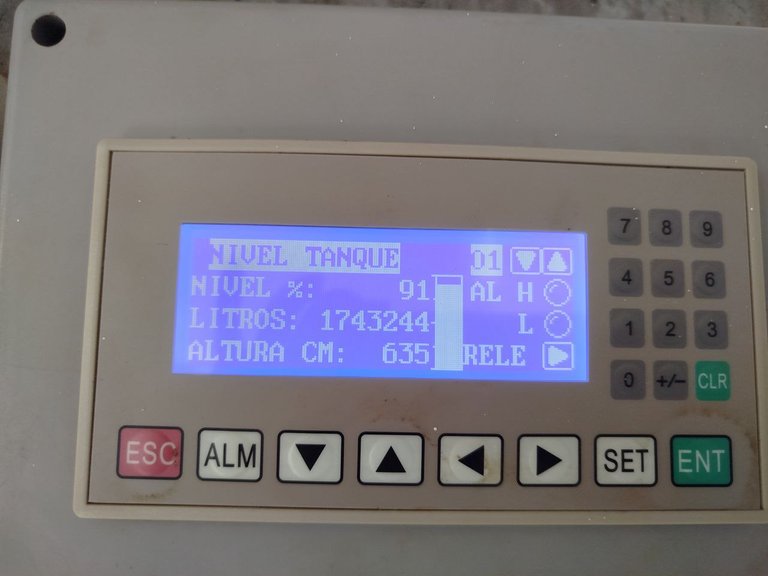 NIVEL TANQUE 01
NIVEL %: 91 AL H
LITROS: 1743244 L
ALTURA CM: 635 RELE
7 8 9
4 5 6
1 2 3
0 +/- CLR
ESC ALM SET ENT